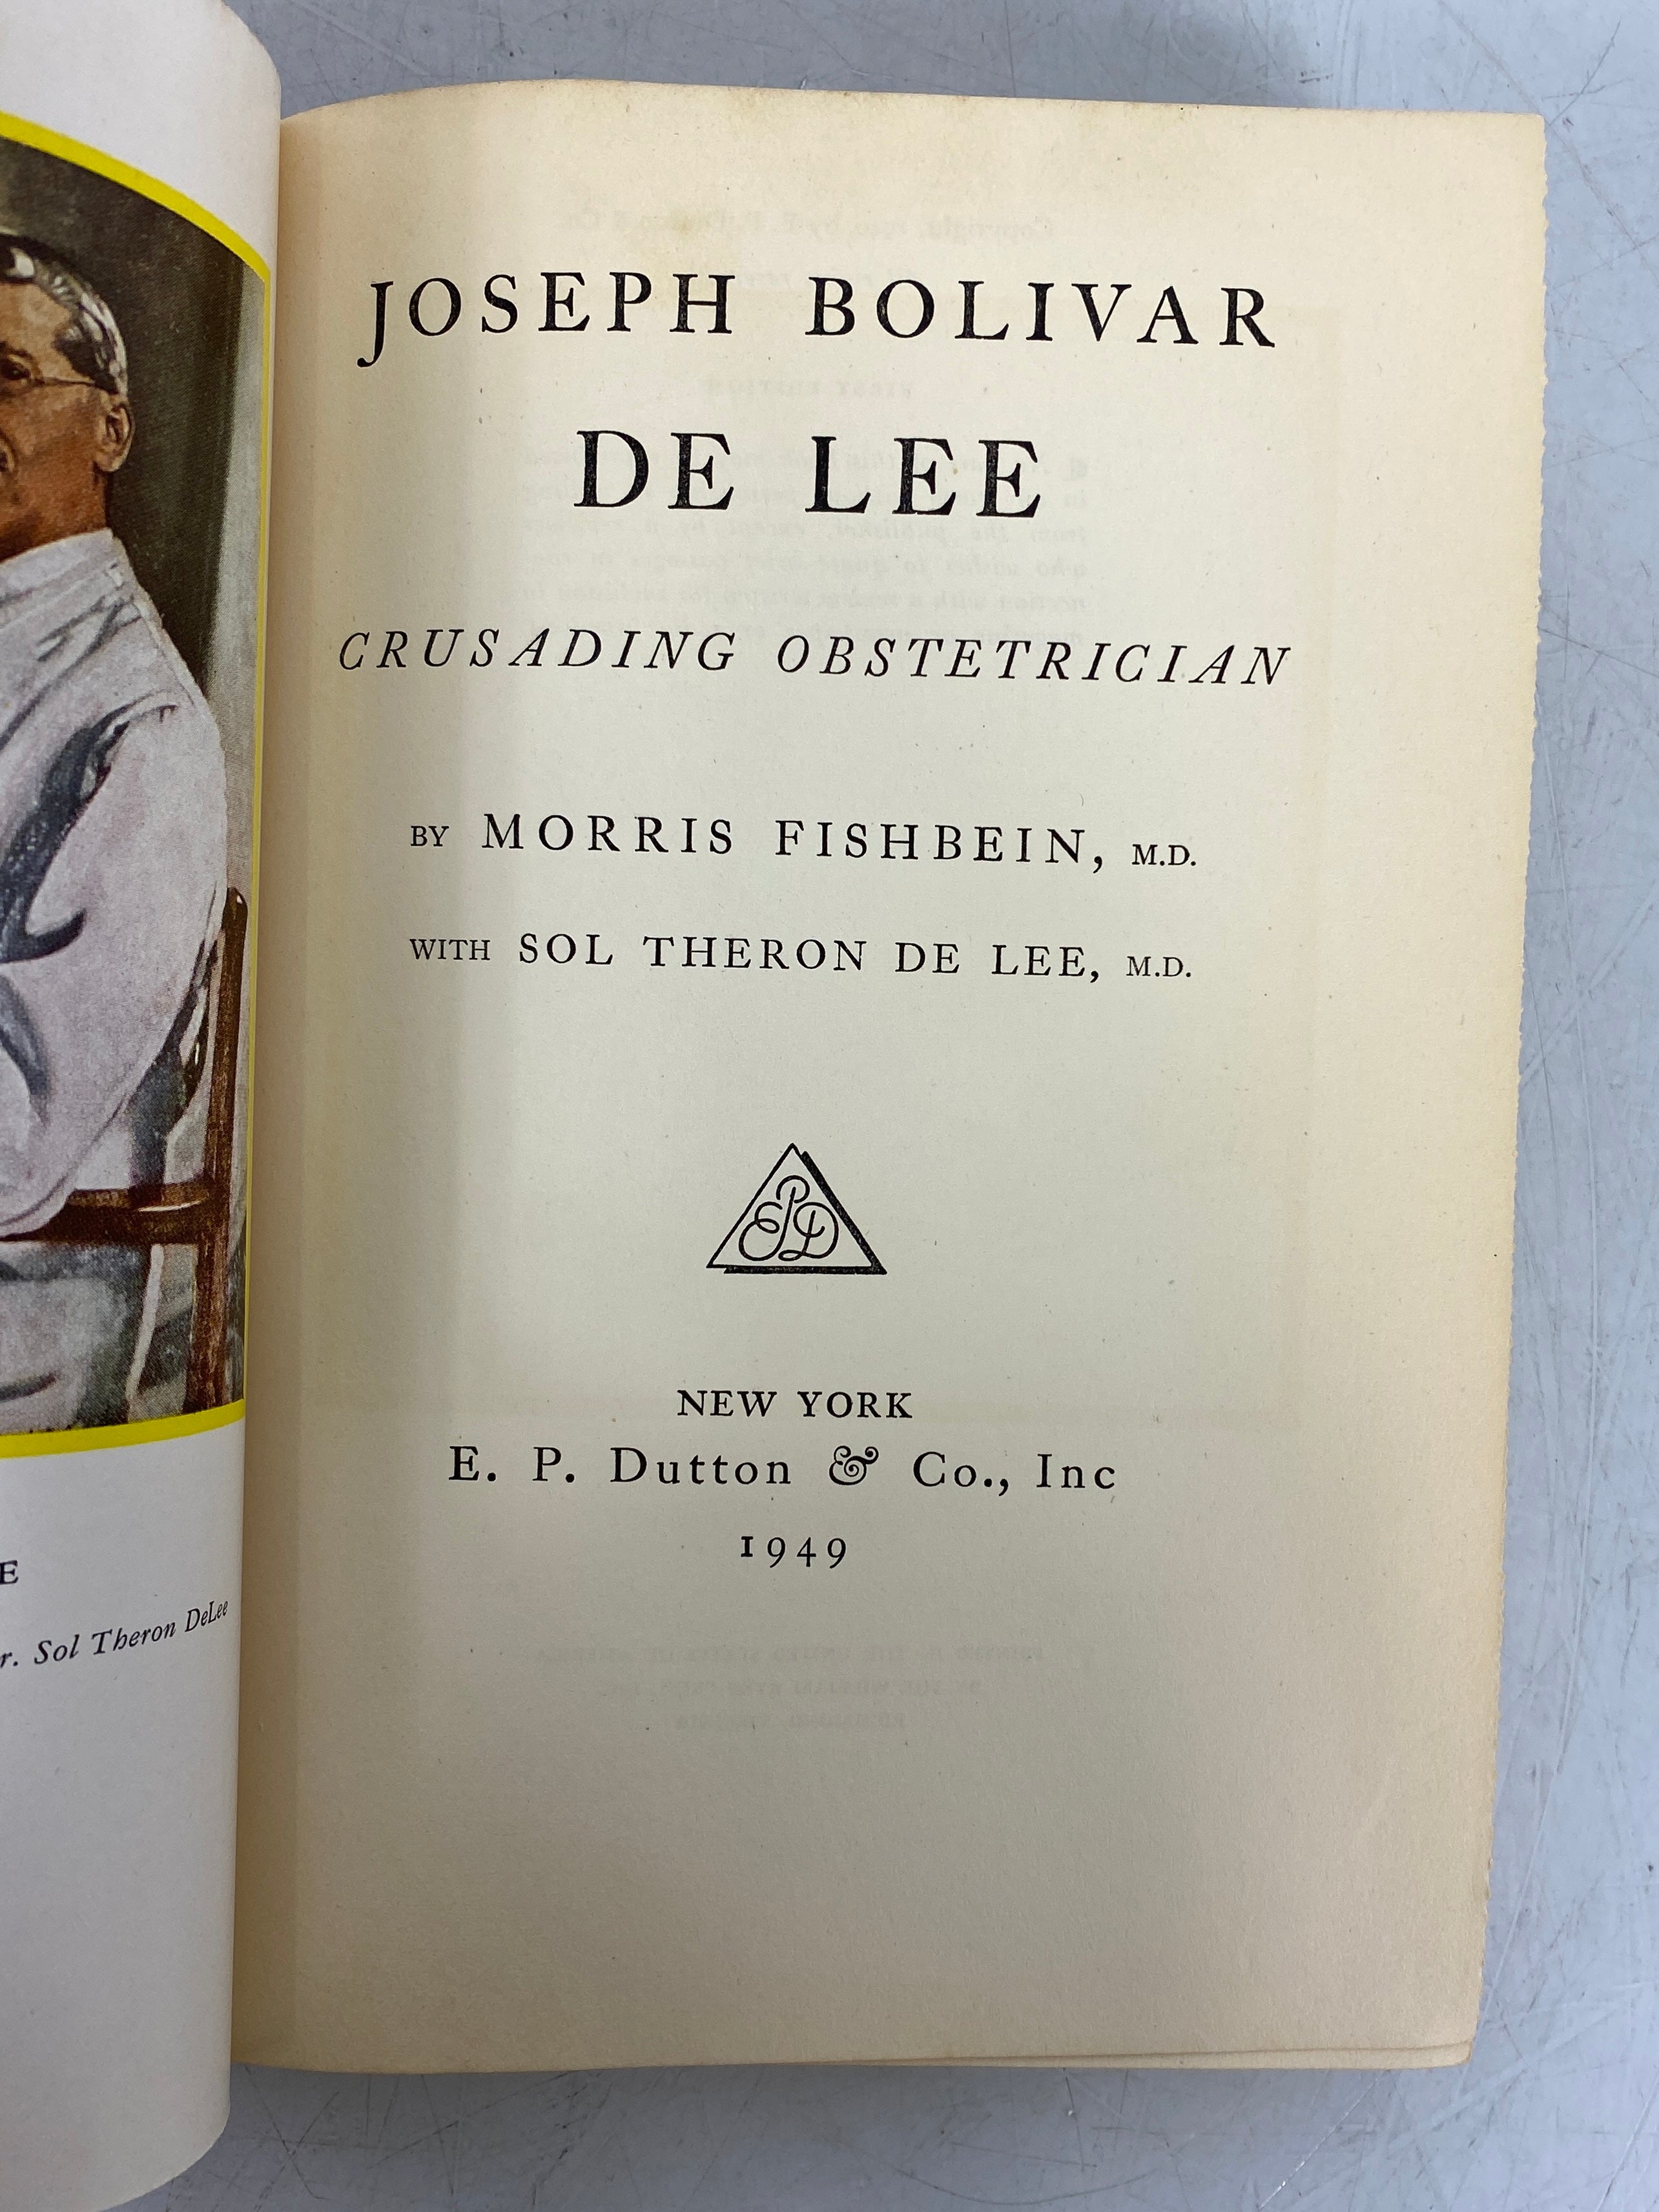 JOSEPH BOLIVAR
DE LEE
CRUSADING OBSTETRICIAN
BY MORRIS FISHBEIN, M.D.
WITH SOL THERON DE LEE, M.D.
EPD
NEW YORK
E. P. Dutton & Co., Inc
1949
E
r. Sol Theron DeLee